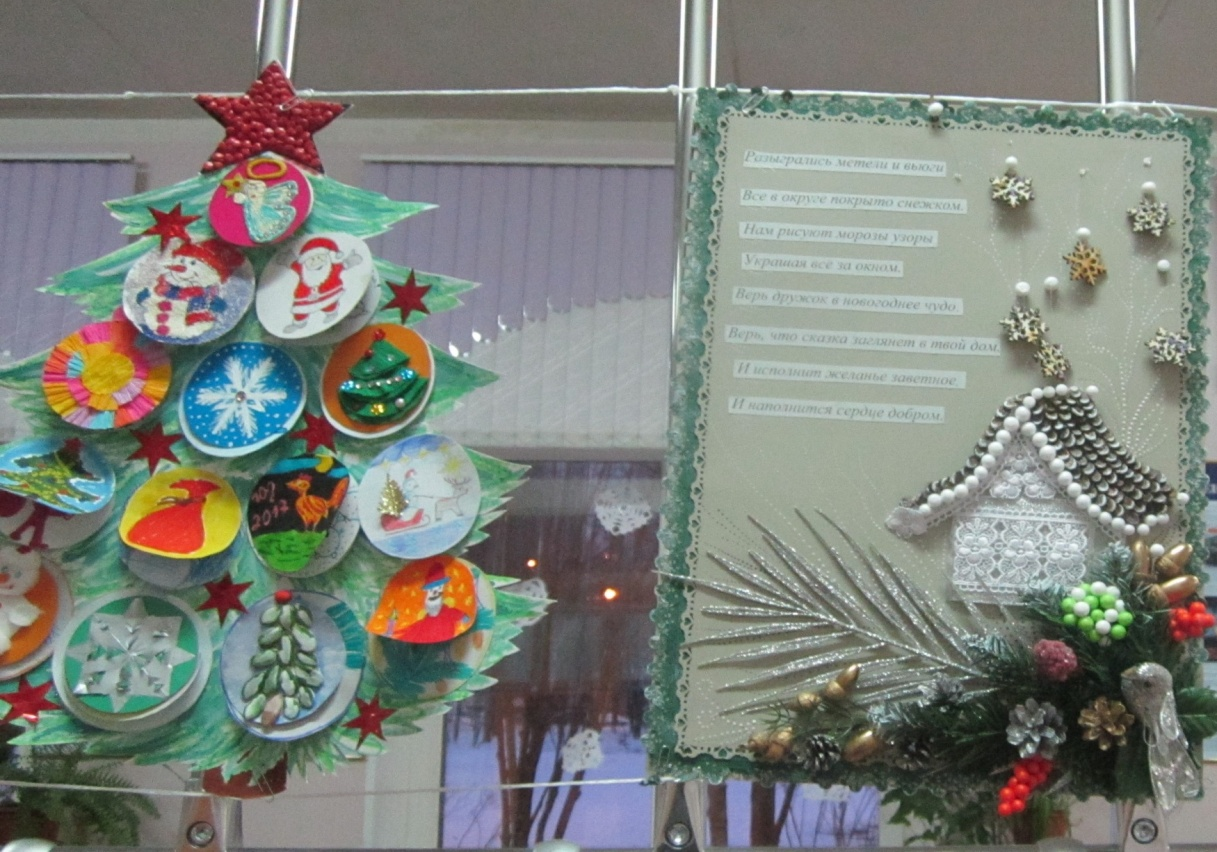 2017
Разыгрались метели и вьюги
Все в округе покрыто снежком.
Нам рисуют морозы узоры
Украшая все за окном.
Верь дружок в новогоднее чудо
Верь, что сказка заглянет в твой дом.
И исполнит желанье заветное
И наполнится сердце добром.